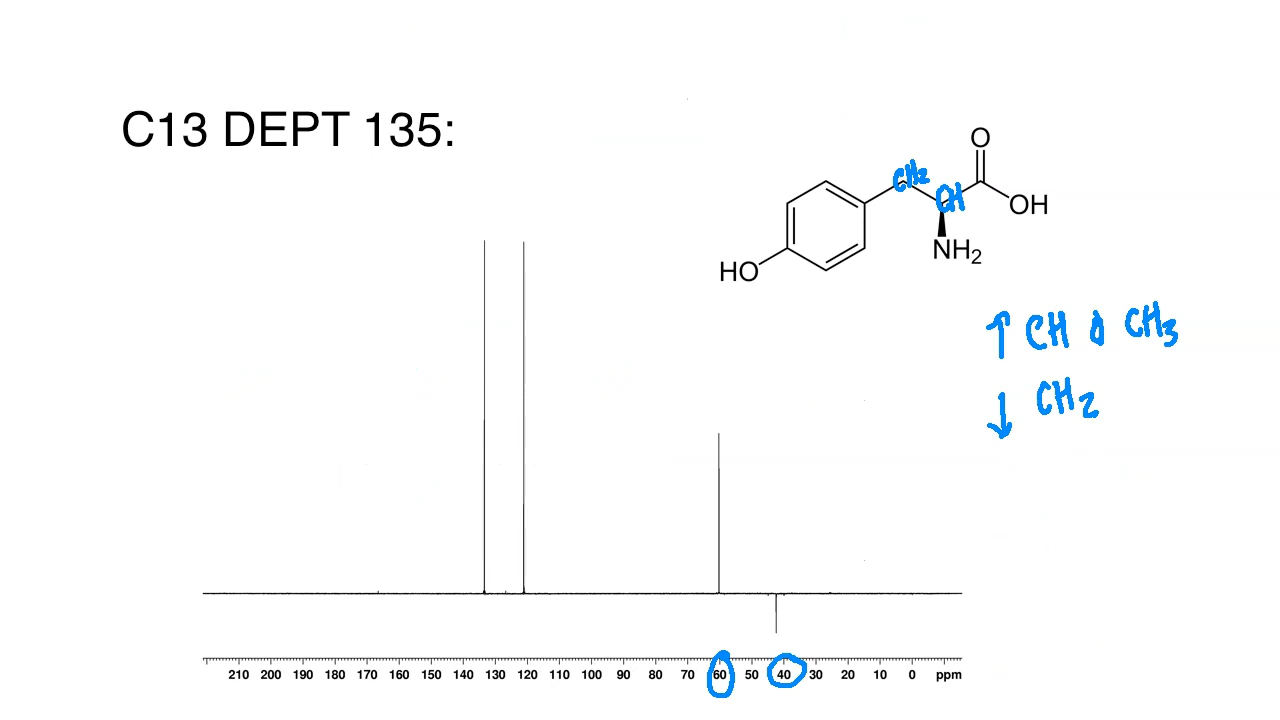 C13 DEPT 135:
O
CH2
CH
OH
NH2
HO
↑ CH ó CH3
↓ CH2
210 200 190 180 170 160 150 140 130 120 110 100 90 80 70 60 50 40 30 20 10 0 ppm